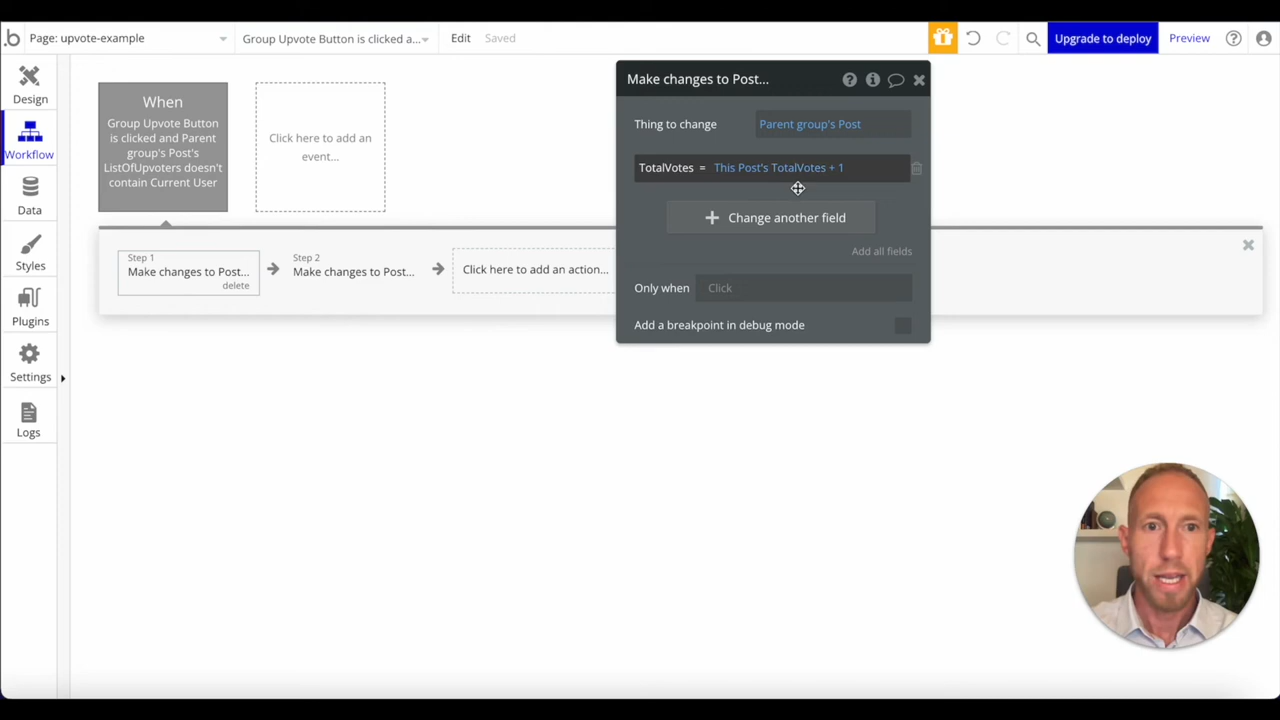 .b Page: upvote-example Group Upvote Button is clicked a... Edit Saved Upgrade to deploy Preview
Design
Workflow
Data
Styles
Plugins
Settings
Logs
When
Group Upvote Button
is clicked and Parent
group's Post's
ListOfUpvoters doesn't
contain Current User
Click here to add an
event...
Step 1
Make changes to Post...
delete
Step 2
Make changes to Post...
Click here to add an action...
Make changes to Post...
Thing to change Parent group's Post
TotalVotes = This Post's TotalVotes + 1
+ Change another field
Add all fields
Only when Click
Add a breakpoint in debug mode